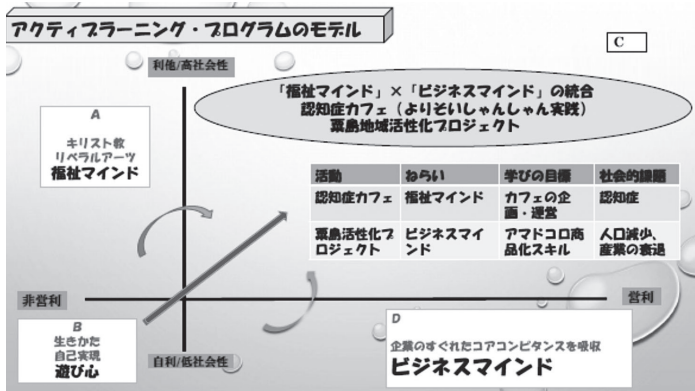 アクティブラーニング・プログラムのモデル
C
利他/高社会性
「福祉マインド」×「ビジネスマインド」の統合
認知症カフェ（よりそいしゃんしゃん実践）
粟島地域活性化プロジェクト
A
キリスト教
リベラルアーツ
福祉マインド
活動 ねらい 学びの目標 社会的課題
認知症カフェ 福祉マインド カフェの企画・運営 認知症
粟島活性化プロジェクト ビジネスマインド アマドコロ商品化スキル 人口減少、産業の衰退
非営利
営利
B
生きかた
自己実現
遊び心
自利/低社会性
D
企業のすぐれたコアコンピタンスを吸収
ビジネスマインド